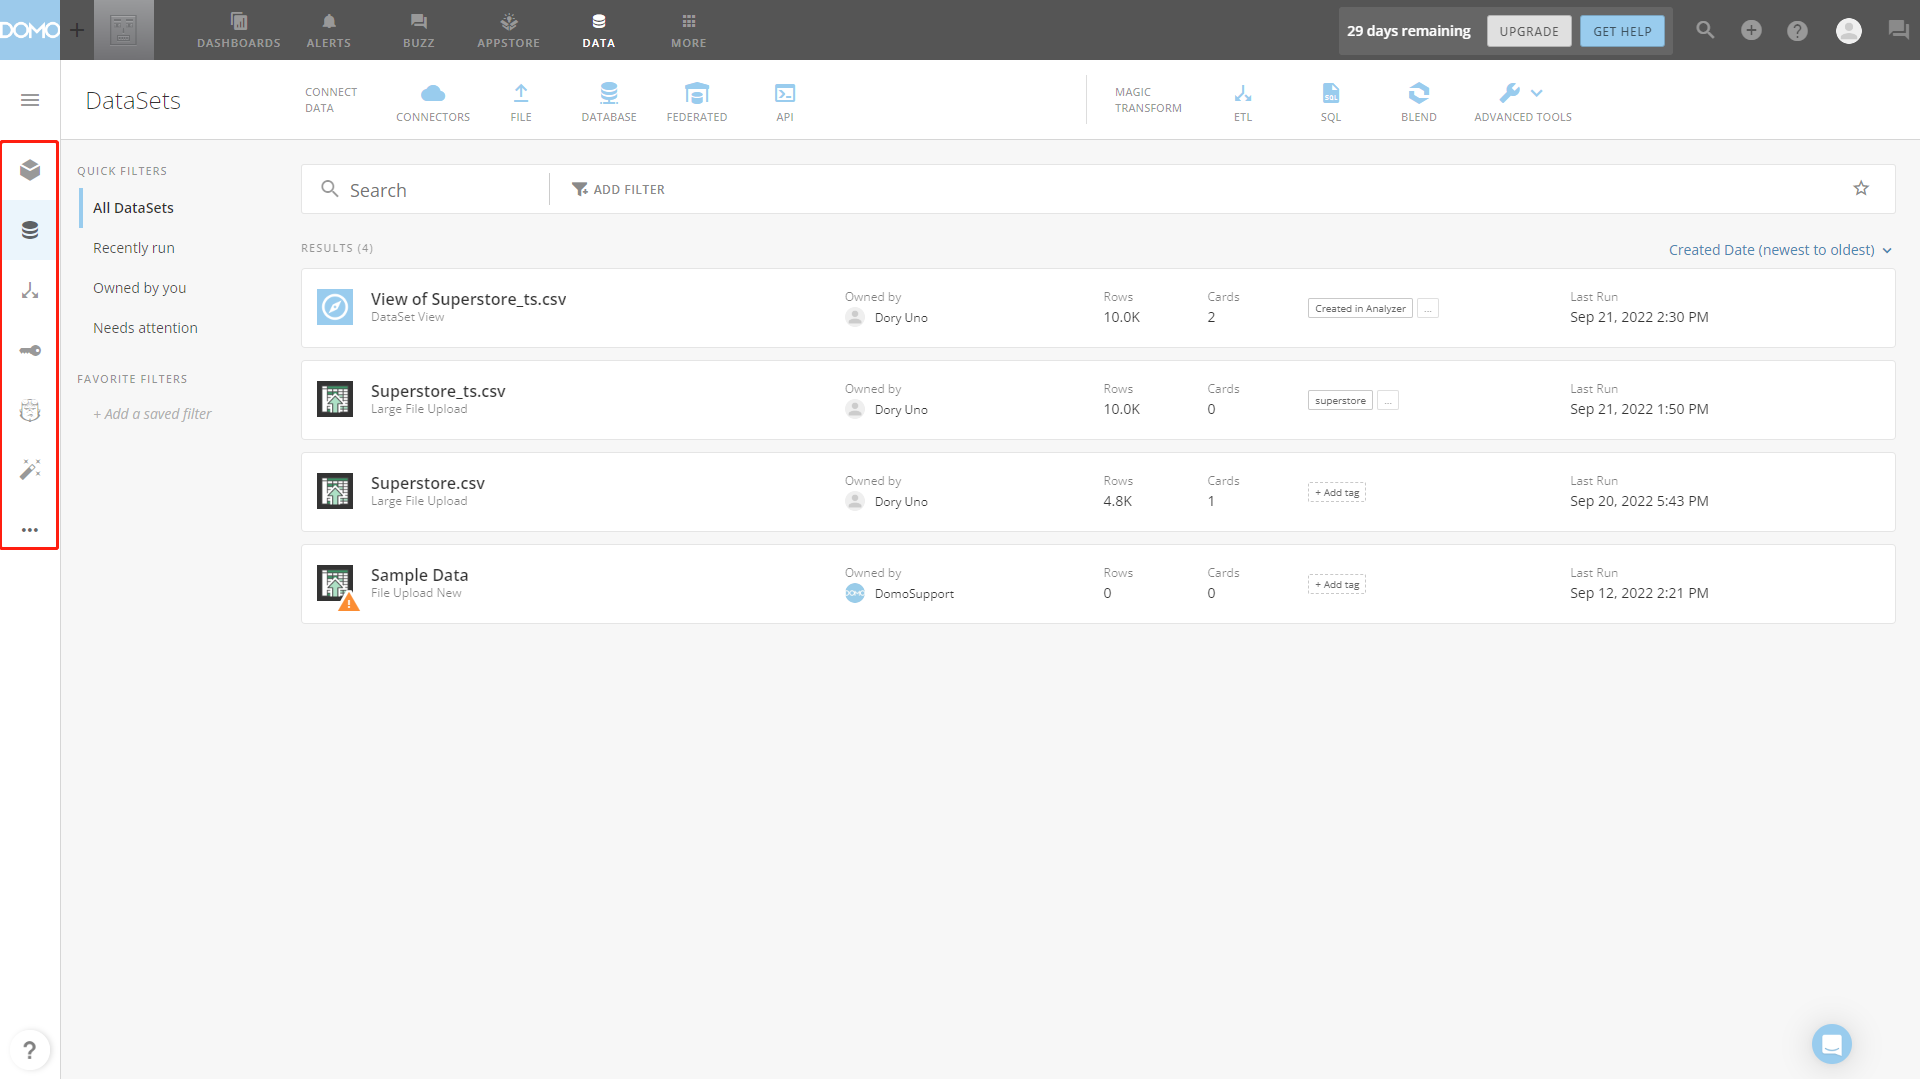 DOMO
DASHBOARDS
ALERTS
BUZZ
APPSTORE
DATA
MORE
29 days remaining
UPGRADE
GET HELP
DataSets
CONNECT
DATA
CONNECTORS
FILE
DATABASE
FEDERATED
API
MAGIC
TRANSFORM
ETL
SQL
SQL
BLEND
ADVANCED TOOLS
QUICK FILTERS
All DataSets
Recently run
Owned by you
Needs attention
FAVORITE FILTERS
+ Add a saved filter
Search
ADD FILTER
RESULTS (4)
Created Date (newest to oldest)
View of Superstore_ts.csv
DataSet View
Owned by
Dory Uno
Rows
10.0K
Cards
2
Created in Analyzer
...
Last Run
Sep 21, 2022 2:30 PM
Superstore_ts.csv
Large File Upload
Owned by
Dory Uno
Rows
10.0K
Cards
0
superstore
...
Last Run
Sep 21, 2022 1:50 PM
Superstore.csv
Large File Upload
Owned by
Dory Uno
Rows
4.8K
Cards
1
+ Add tag
Last Run
Sep 20, 2022 5:43 PM
Sample Data
File Upload New
Owned by
DOMO
DomoSupport
Rows
0
Cards
0
+ Add tag
Last Run
Sep 12, 2022 2:21 PM
?